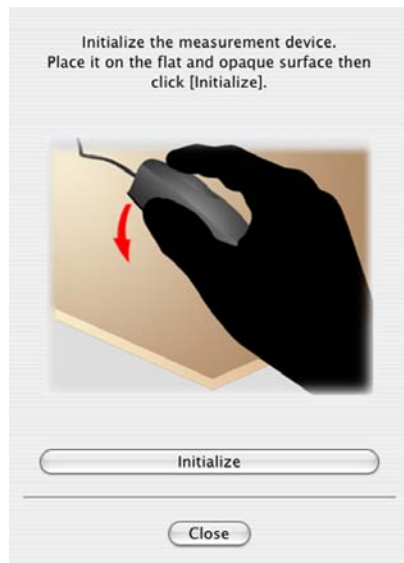 Initialize the measurement device.
Place it on the flat and opaque surface then
click [Initialize].
Initialize
Close